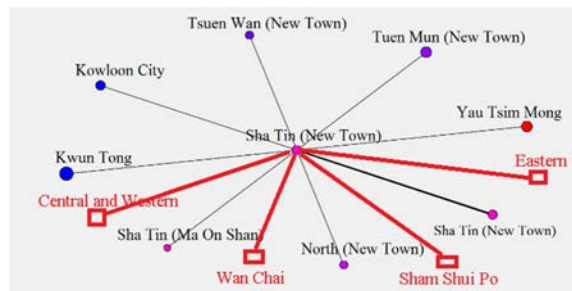 Tsuen Wan (New Town)
Tuen Mun (New Town)
Kowloon City
Yau Tsim Mong
Sha Tin (New Town)
Kwun Tong
Eastern
Central and Western
Sha Tin (Ma On Shan)
Sha Tin (New Town)
North (New Town)
Wan Chai
Sham Shui Po